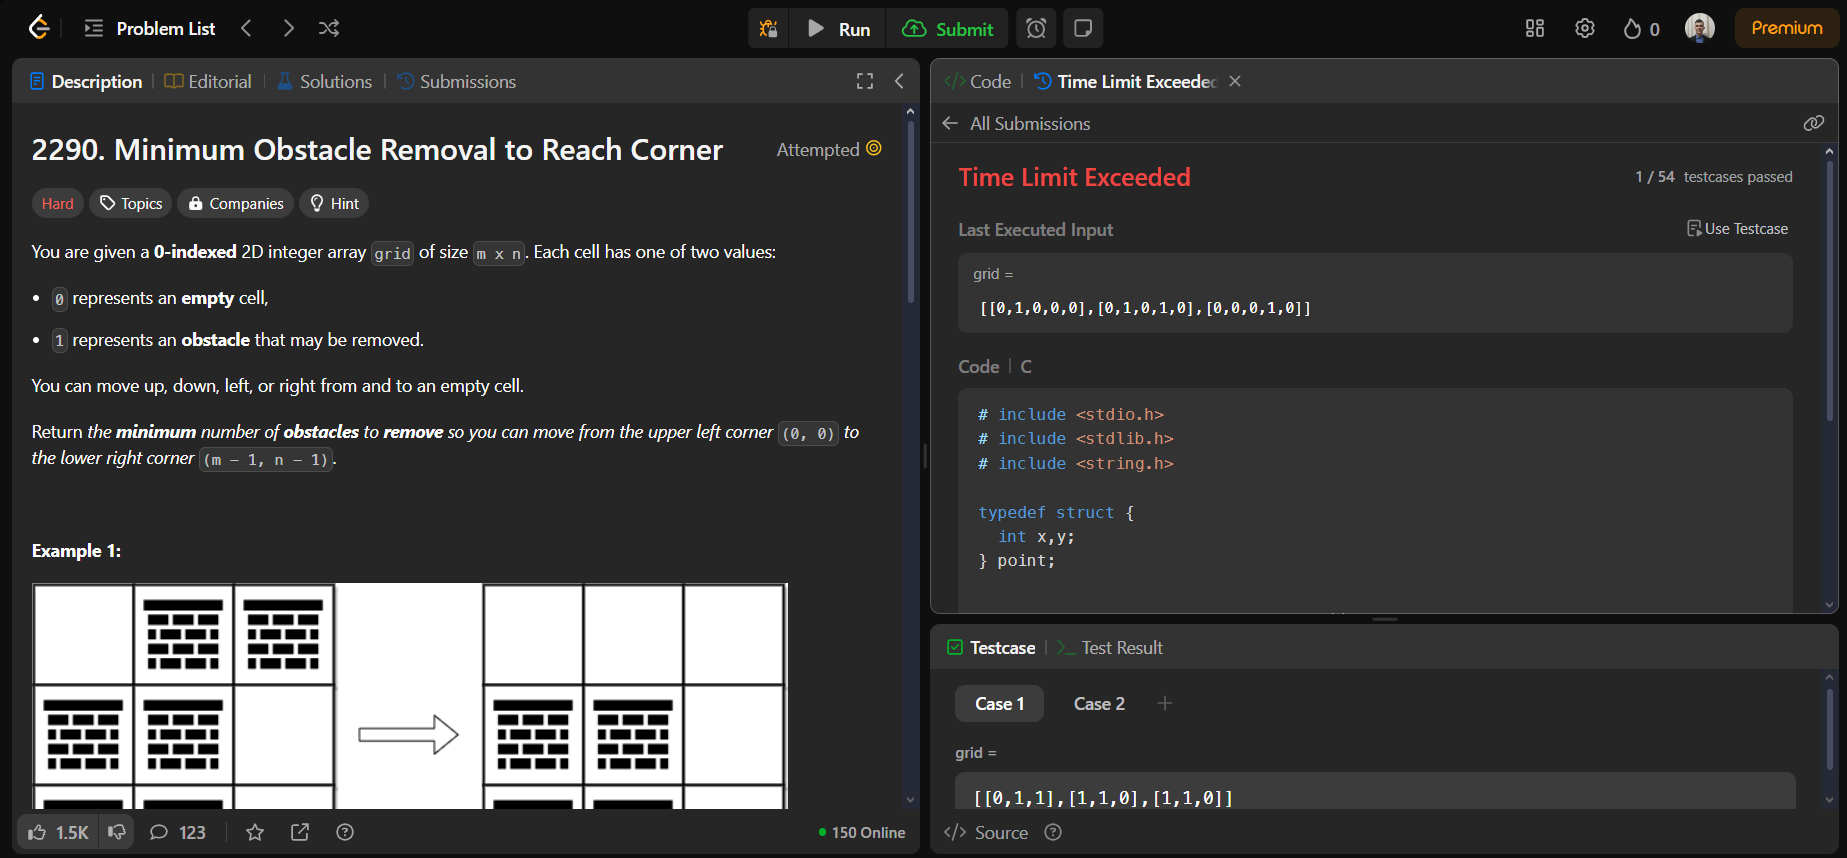 Problem List
Run
Submit
0
Premium
Description
Editorial
Solutions
Submissions
2290. Minimum Obstacle Removal to Reach Corner
Attempted
Hard
Topics
Companies
Hint
You are given a 0-indexed 2D integer array grid of size m x n. Each cell has one of two values:
• 0 represents an empty cell,
• 1 represents an obstacle that may be removed.
You can move up, down, left, or right from and to an empty cell.
Return the minimum number of obstacles to remove so you can move from the upper left corner (0, 0) to
the lower right corner (m - 1, n - 1).
Example 1:
1.5K
123
150 Online
Code
Time Limit Exceeded
All Submissions
Time Limit Exceeded
1 / 54 testcases passed
Last Executed Input
Use Testcase
grid =
[[0,1,0,0,0],[0,1,0,1,0],[0,0,0,1,0]]
Code | C
# include <stdio.h>
# include <stdlib.h>
# include <string.h>
typedef struct {
int x,y;
} point;
Testcase
Test Result
Case 1
Case 2
grid =
[[0,1,1],[1,1,0],[1,1,0]]
Source